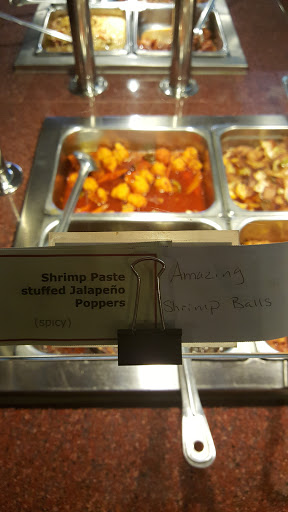 Shrimp Paste
stuffed Jalapeño
Poppers
(spicy)
Amazing
Shrimp Balls